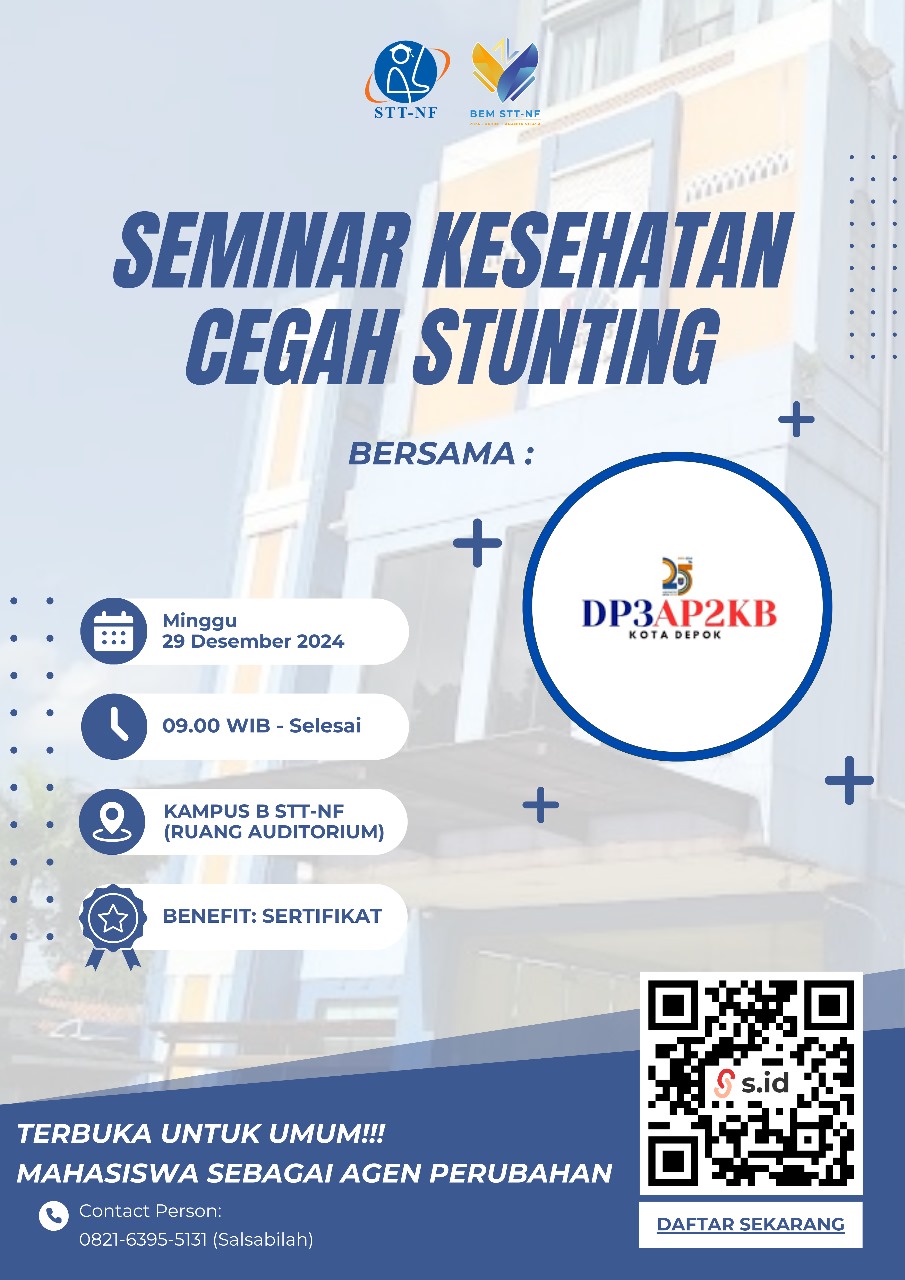 STT-NF
BEM STT-NF
SEMINAR KESEHATAN
CEGAH STUNTING
BERSAMA :
25
DP3AP2KB
KOTA DEPOK
Minggu
29 Desember 2024
09.00 WIB - Selesai
KAMPUS B STT-NF
(RUANG AUDITORIUM)
BENEFIT: SERTIFIKAT
s.id
TERBUKA UNTUK UMUM!!!
MAHASISWA SEBAGAI AGEN PERUBAHAN
Contact Person:
0821-6395-5131 (Salsabilah)
DAFTAR SEKARANG